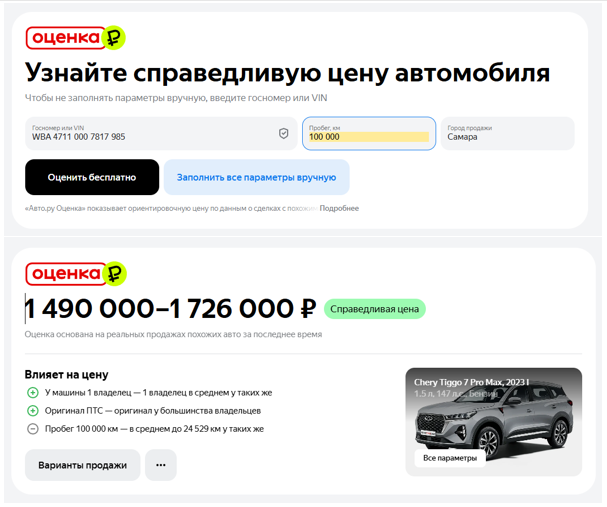 оценка ₽
Узнайте справедливую цену автомобиля
Чтобы не заполнять параметры вручную, введите госномер или VIN
Госномер или VIN
WBA 4711 000 7817 985
Пробег, км
100 000
Город продажи
Самара
Оценить бесплатно
Заполнить все параметры вручную
«Авто.ру Оценка» показывает ориентировочную цену по данным о сделках с похожими Подробнее
оценка ₽
1 490 000–1 726 000 ₽ Справедливая цена
Оценка основана на реальных продажах похожих авто за последнее время
Влияет на цену
У машины 1 владелец — 1 владелец в среднем у таких же
Оригинал ПТС — оригинал у большинства владельцев
Пробег 100 000 км — в среднем до 24 529 км у таких же
Варианты продажи
Chery Tiggo 7 Pro Max, 2023 I
1.5 л, 147 л.с., Бензин
Все параметры